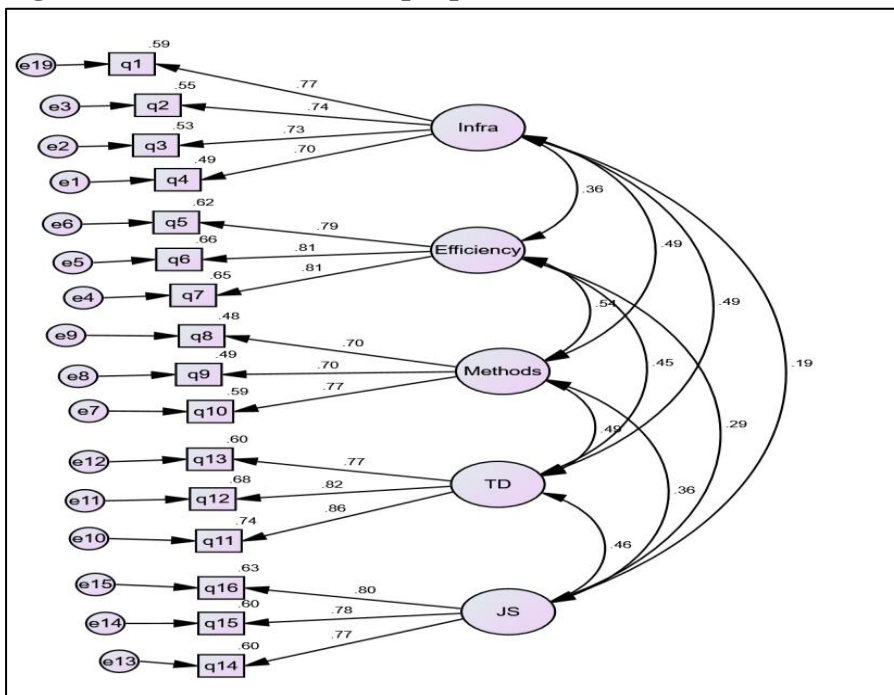 .59
e19 q1
.77
.55
e3 q2
.74
Infra
.53
e2 q3
.73
.49
e1 q4
.70
.36
.62
e6 q5
.79
Efficiency
.66
e5 q6
.81
.49
.65
e4 q7
.81
.49
.54
.48
e9 q8
.70
.45
.19
.49
e8 q9
.70
Methods
.59
e7 q10
.77
.29
.49
.60
e12 q13
.77
.68
e11 q12
.82
TD
.36
.74
e10 q11
.86
.46
.63
e15 q16
.80
.60
e14 q15
.78
JS
.60
e13 q14
.77